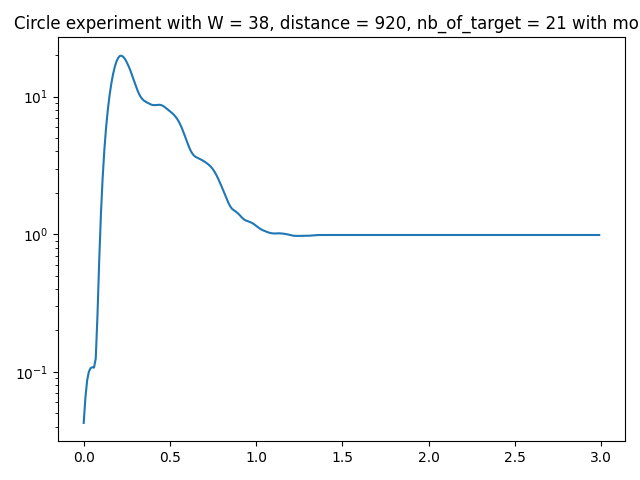 Circle experiment with W = 38, distance = 920, nb_of_target = 21 with mo
10¹
10⁰
10⁻¹
0.0 0.5 1.0 1.5 2.0 2.5 3.0